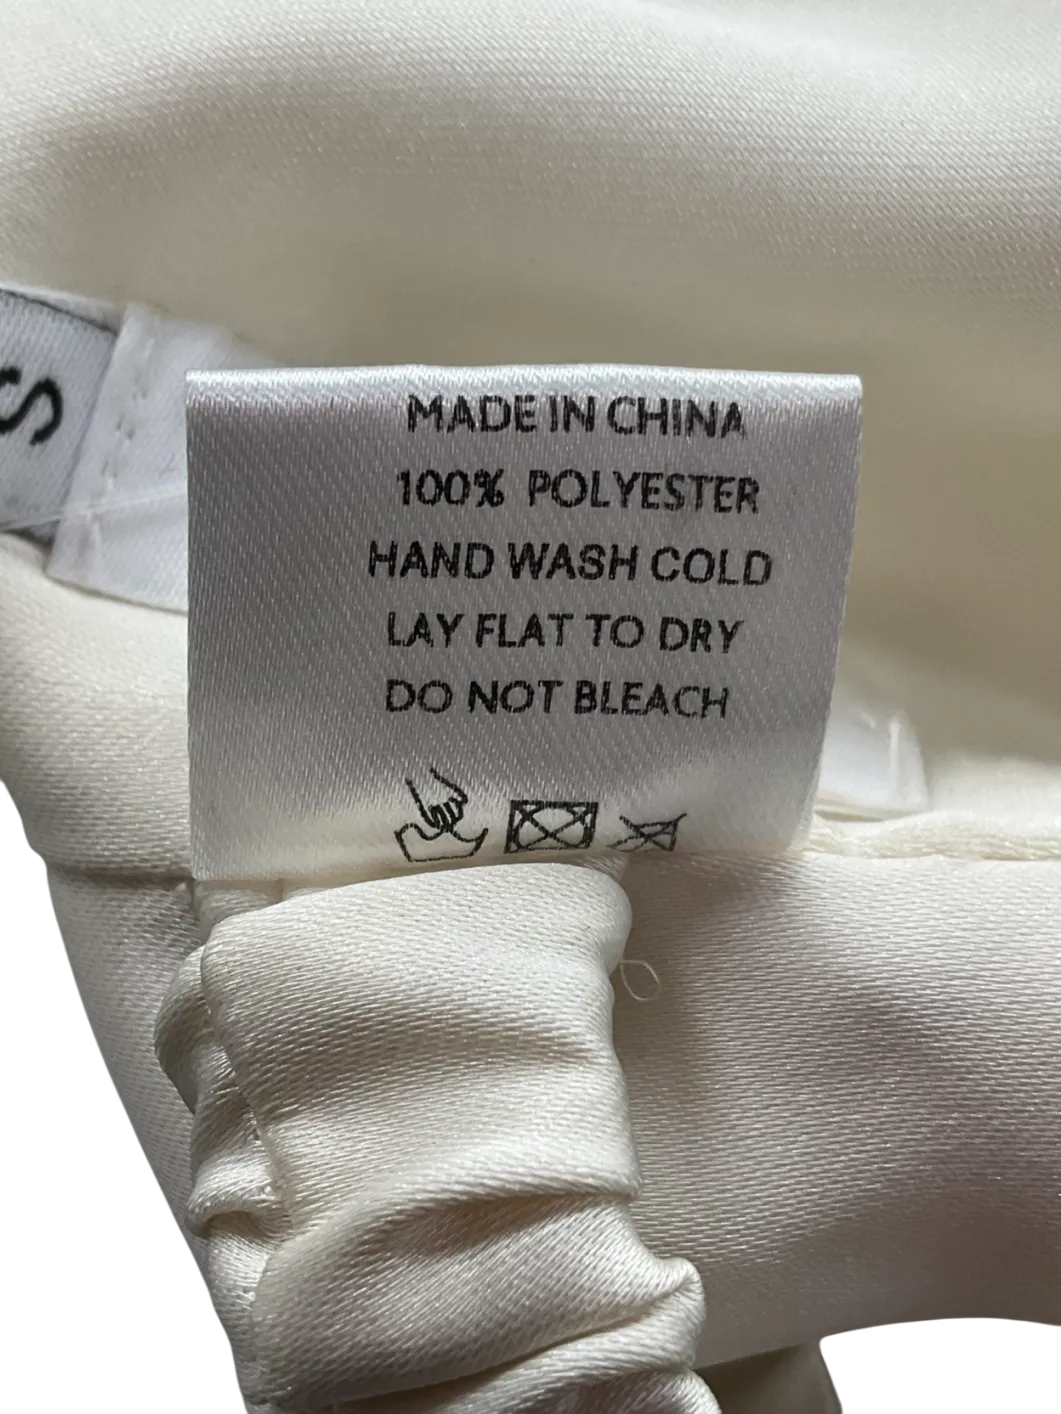 S
MADE IN CHINA
100% POLYESTER
HAND WASH COLD
LAY FLAT TO DRY
DO NOT BLEACH